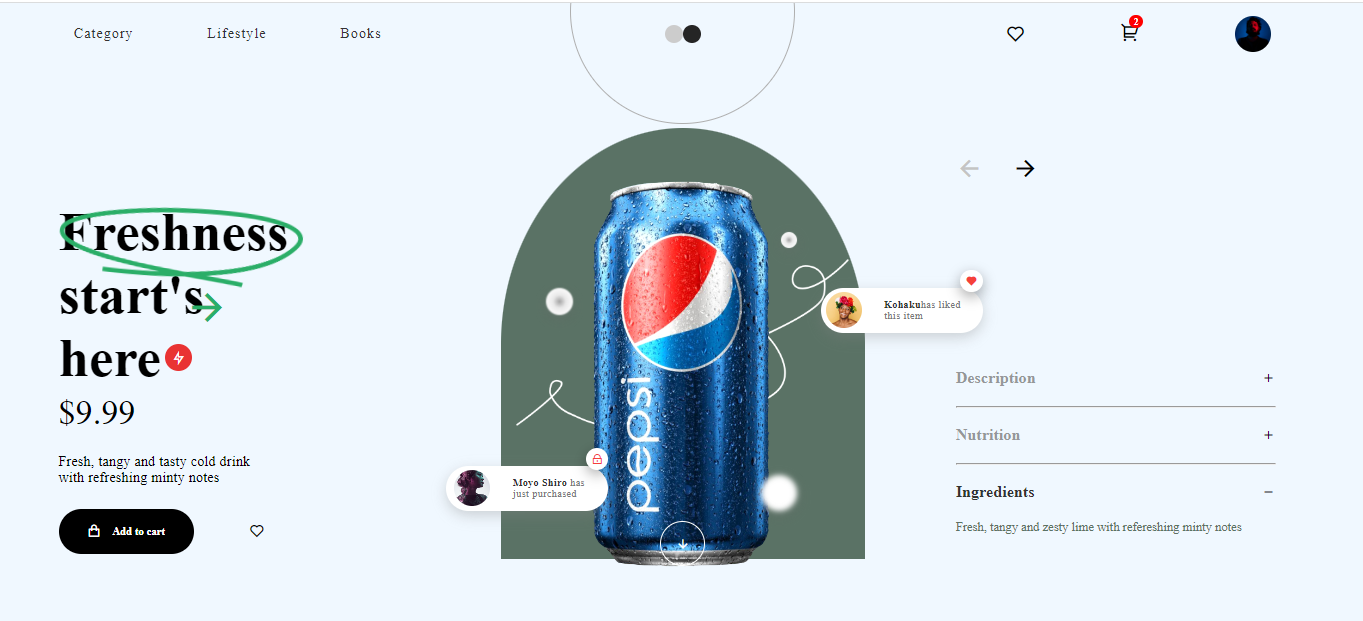 Category Lifestyle Books
2
Freshness
start's
here
$9.99
Fresh, tangy and tasty cold drink
with refreshing minty notes
Add to cart
pepsi
Moyo Shiro has
just purchased
Kohakuhas liked
this item
Description +
Nutrition +
Ingredients −
Fresh, tangy and zesty lime with refereshing minty notes